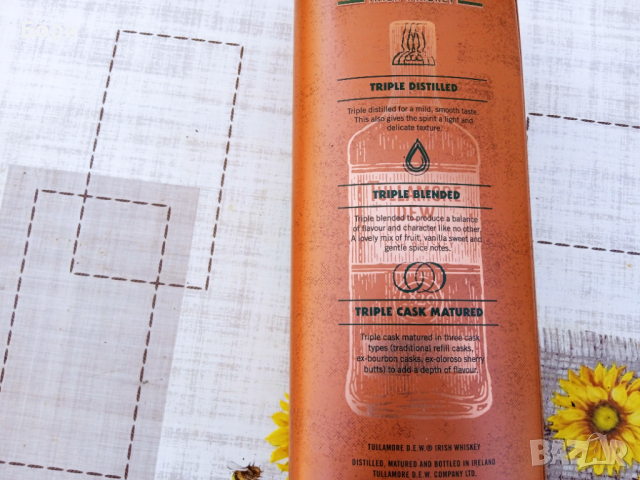 TRIPLE DISTILLED
Triple distilled for a mild, smooth taste.
This also gives the spirit a light and
delicate texture.
TULLAMORE
TRIPLE BLENDED
DEW
Triple blended to produce a balance
of flavour and character like no other.
A lovely mix of fruit, vanilla sweet and
gentle spice notes.
TRIPLE CASK MATURED
Triple cask matured in three cask
types (traditional refill casks,
ex-bourbon casks, ex-oloroso sherry
butts) to add a depth of flavour.
TULLAMORE D.E.W ® IRISH WHISKEY
DISTILLED, MATURED AND BOTTLED IN IRELAND
TULLAMORE D.E.W. COMPANY LTD.
BAZAR